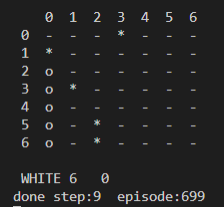 0 1 2 3 4 5 6
0 - - - * - - -
1 * - - - - - -
2 o - - - - - -
3 o * - - - - -
4 o - - - - - -
5 o - * - - - -
6 o - * - - - -
WHITE 6 0
done step:9 episode:699